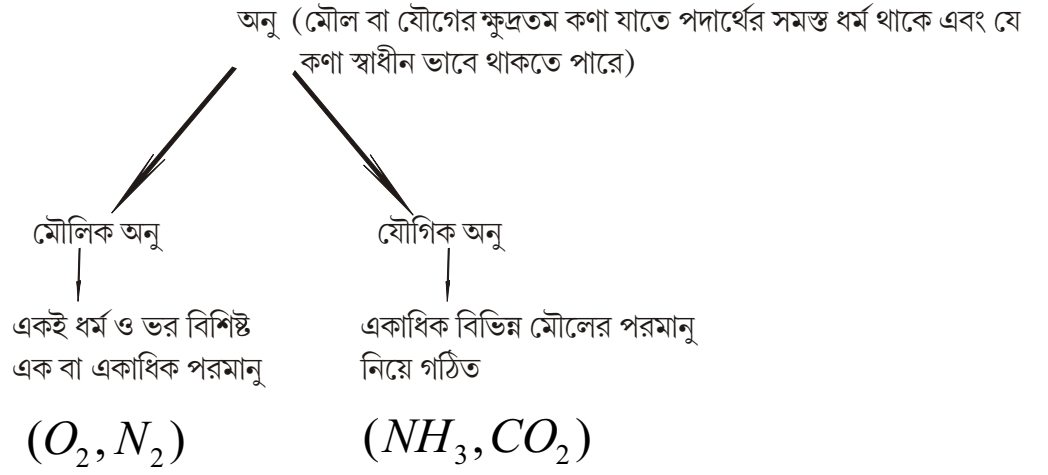 অনু (মৌল বা যৌগের ক্ষুদ্রতম কণা যাতে পদার্থের সমস্ত ধর্ম থাকে এবং যে
কণা স্বাধীন ভাবে থাকতে পারে)
মৌলিক অনু
যৌগিক অনু
একই ধর্ম ও ভর বিশিষ্ট
এক বা একাধিক পরমানু
একাধিক বিভিন্ন মৌলের পরমানু
নিয়ে গঠিত
(O₂, N₂)
(NH₃, CO₂)